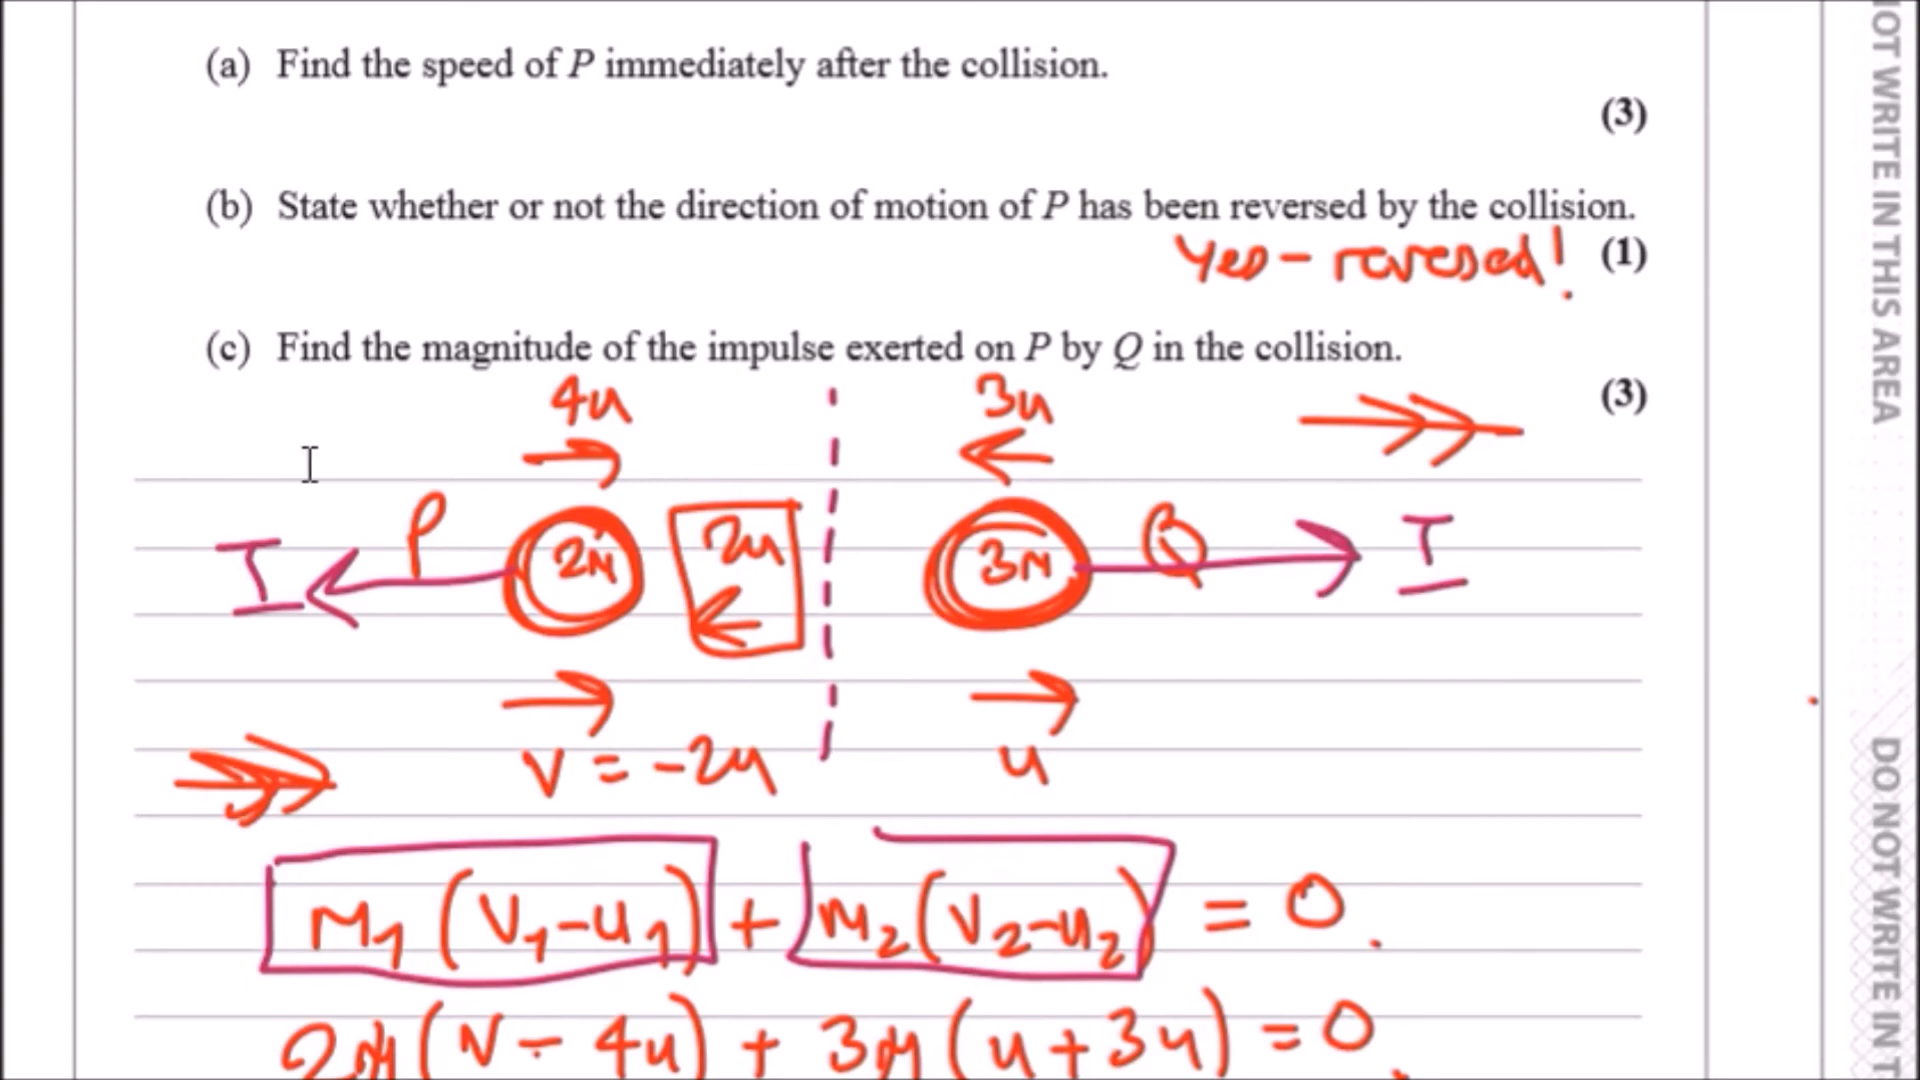 (a) Find the speed of P immediately after the collision.
(3)
(b) State whether or not the direction of motion of P has been reversed by the collision.
Yes – reversed! (1)
(c) Find the magnitude of the impulse exerted on P by Q in the collision.
(3)
4u 3u
I P 2M 2u 3M Q I
v = -2u u
M₁ (V₁-u₁) + M₂ (V₂-u₂) = 0.
2M (V - 4u) + 3M (u+3u) = 0.
OT WRITE IN THIS AREA
DO NOT WRITE IN T